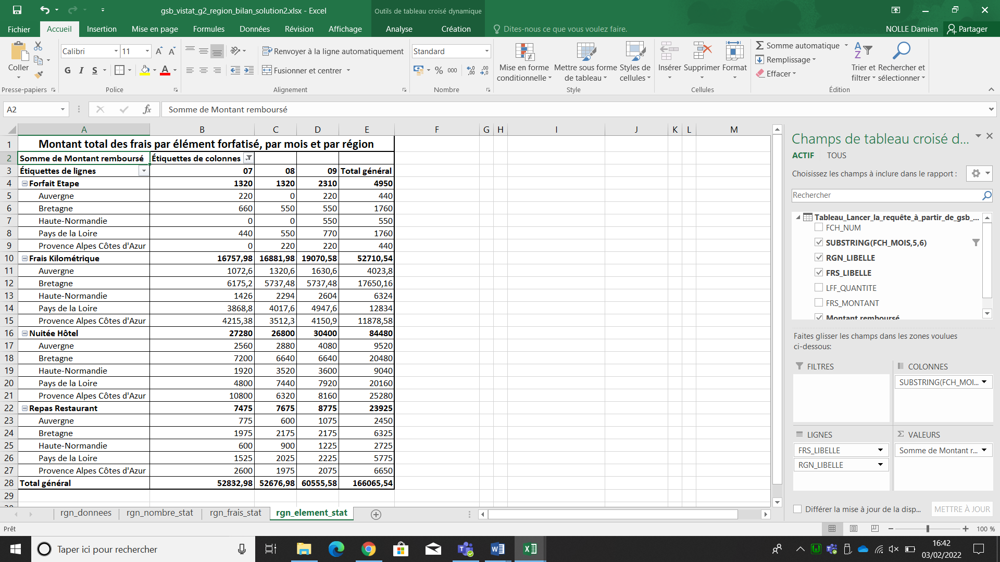 gsb_vistat_g2_region_bilan_solution2.xlsx - Excel
Outils de tableau croisé dynamique
Fichier Accueil Insertion Mise en page Formules Données Révision Affichage Analyse Création Dites-nous ce que vous voulez faire. NOLLE Damien Partager
Coller
Presse-papiers
Calibri 11
G I S
Police
Renvoyer à la ligne automatiquement
Fusionner et centrer
Alignement
Standard
% 000
Nombre
Mise en forme conditionnelle
Mettre sous forme de tableau
Styles de cellules
Style
Insérer Supprimer Format
Cellules
Somme automatique
Remplissage
Effacer
Trier et filtrer
Rechercher et sélectionner
Édition
A2 fx Somme de Montant remboursé
A B C D E F G H I J K L M
1 Montant total des frais par élément forfatisé, par mois et par région
2 Somme de Montant remboursé Étiquettes de colonnes
3 Étiquettes de lignes 07 08 09 Total général
4 Forfait Etape 1320 1320 2310 4950
5 Auvergne 220 0 220 440
6 Bretagne 660 550 550 1760
7 Haute-Normandie 0 0 550 550
8 Pays de la Loire 440 550 770 1760
9 Provence Alpes Côtes d'Azur 0 220 220 440
10 Frais Kilométrique 16757,98 16881,98 19070,58 52710,54
11 Auvergne 1072,6 1320,6 1630,6 4023,8
12 Bretagne 6175,2 5737,48 5737,48 17650,16
13 Haute-Normandie 1426 2294 2604 6324
14 Pays de la Loire 3868,8 4017,6 4947,6 12834
15 Provence Alpes Côtes d'Azur 4215,38 3512,3 4150,9 11878,58
16 Nuitée Hôtel 27280 26800 30400 84480
17 Auvergne 2560 2880 4080 9520
18 Bretagne 7200 6640 6640 20480
19 Haute-Normandie 1920 3520 3600 9040
20 Pays de la Loire 4800 7440 7920 20160
21 Provence Alpes Côtes d'Azur 10800 6320 8160 25280
22 Repas Restaurant 7475 7675 8775 23925
23 Auvergne 775 600 1075 2450
24 Bretagne 1975 2175 2175 6325
25 Haute-Normandie 600 900 1225 2725
26 Pays de la Loire 1525 2025 2225 5775
27 Provence Alpes Côtes d'Azur 2600 1975 2075 6650
28 Total général 52832,98 52676,98 60555,58 166065,54
29
rgn_donnees rgn_nombre_stat rgn_frais_stat rgn_element_stat
Champs de tableau croisé d...
ACTIF TOUS
Choisissez les champs à inclure dans le rapport :
Rechercher
Tableau_Lancer_la_requête_à_partir_de_gsb_...
FCH_NUM
SUBSTRING(FCH_MOIS,5,6)
RGN_LIBELLE
FRS_LIBELLE
LFF_QUANTITE
FRS_MONTANT
Montant remboursé
Faites glisser les champs dans les zones voulues
ci-dessous:
FILTRES COLONNES
SUBSTRING(FCH_MOI...
LIGNES VALEURS
FRS_LIBELLE Somme de Montant r...
RGN_LIBELLE
Différer la mise à jour de la disp... METTRE À JOUR
Prêt 100 %
Taper ici pour rechercher
16:42
03/02/2022